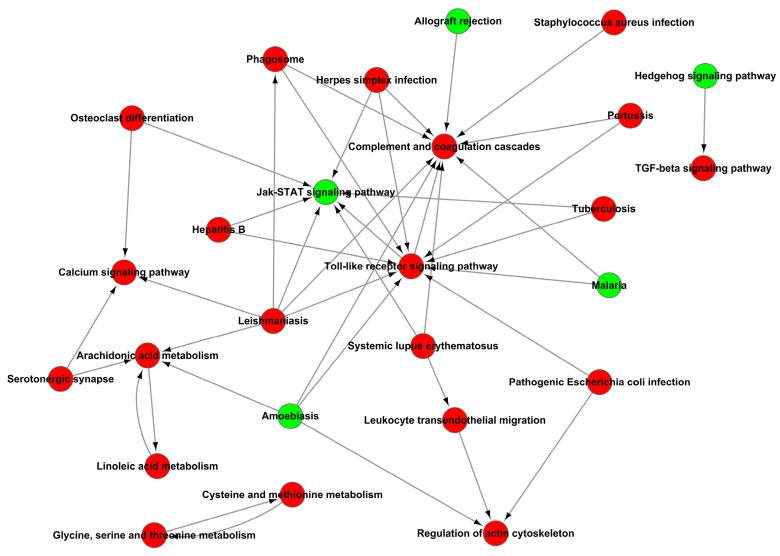 Allograft rejection
Staphylococcus aureus infection
Phagosome
Herpes simplex infection
Hedgehog signaling pathway
Osteoclast differentiation
Pertussis
Complement and coagulation cascades
TGF-beta signaling pathway
Jak-STAT signaling pathway
Tuberculosis
Hepatitis B
Calcium signaling pathway
Toll-like receptor signaling pathway
Malaria
Leishmaniasis
Systemic lupus erythematosus
Arachidonic acid metabolism
Serotonergic synapse
Pathogenic Escherichia coli infection
Amoebiasis
Leukocyte transendothelial migration
Linoleic acid metabolism
Cysteine and methionine metabolism
Glycine, serine and threonine metabolism
Regulation of actin cytoskeleton